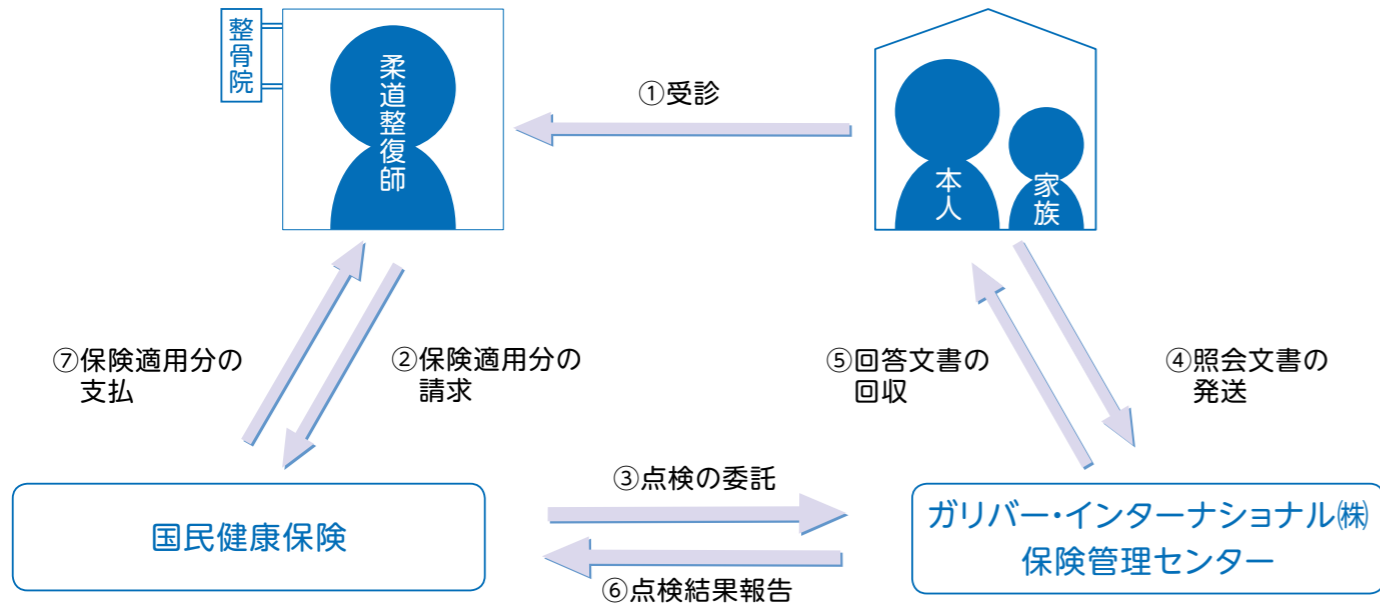 整骨院
柔道整復師
①受診
本人
家族
⑦保険適用分の
支払
②保険適用分の
請求
⑤回答文書の
回収
④照会文書の
発送
③点検の委託
国民健康保険
ガリバー・インターナショナル㈱
保険管理センター
⑥点検結果報告